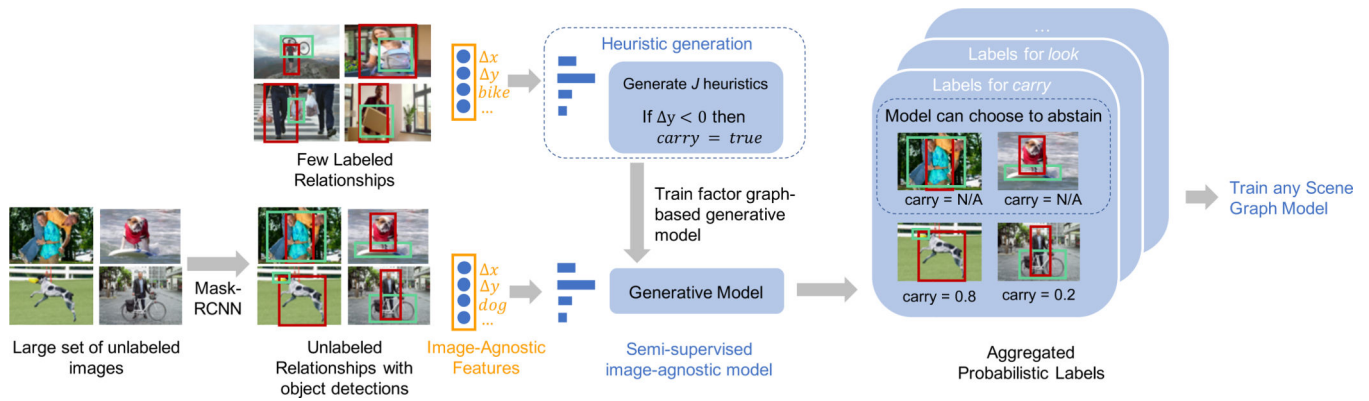 Few Labeled
Relationships
Δx
Δy
bike
...
Heuristic generation
Generate J heuristics
If Δy < 0 then
carry = true
Train factor graph-
based generative
model
Large set of unlabeled
images
Mask-
RCNN
Unlabeled
Relationships with
object detections
Δx
Δy
dog
...
Image-Agnostic
Features
Generative Model
Semi-supervised
image-agnostic model
...
Labels for look
Labels for carry
Model can choose to abstain
carry = N/A
carry = N/A
carry = 0.8
carry = 0.2
Aggregated
Probabilistic Labels
Train any Scene
Graph Model